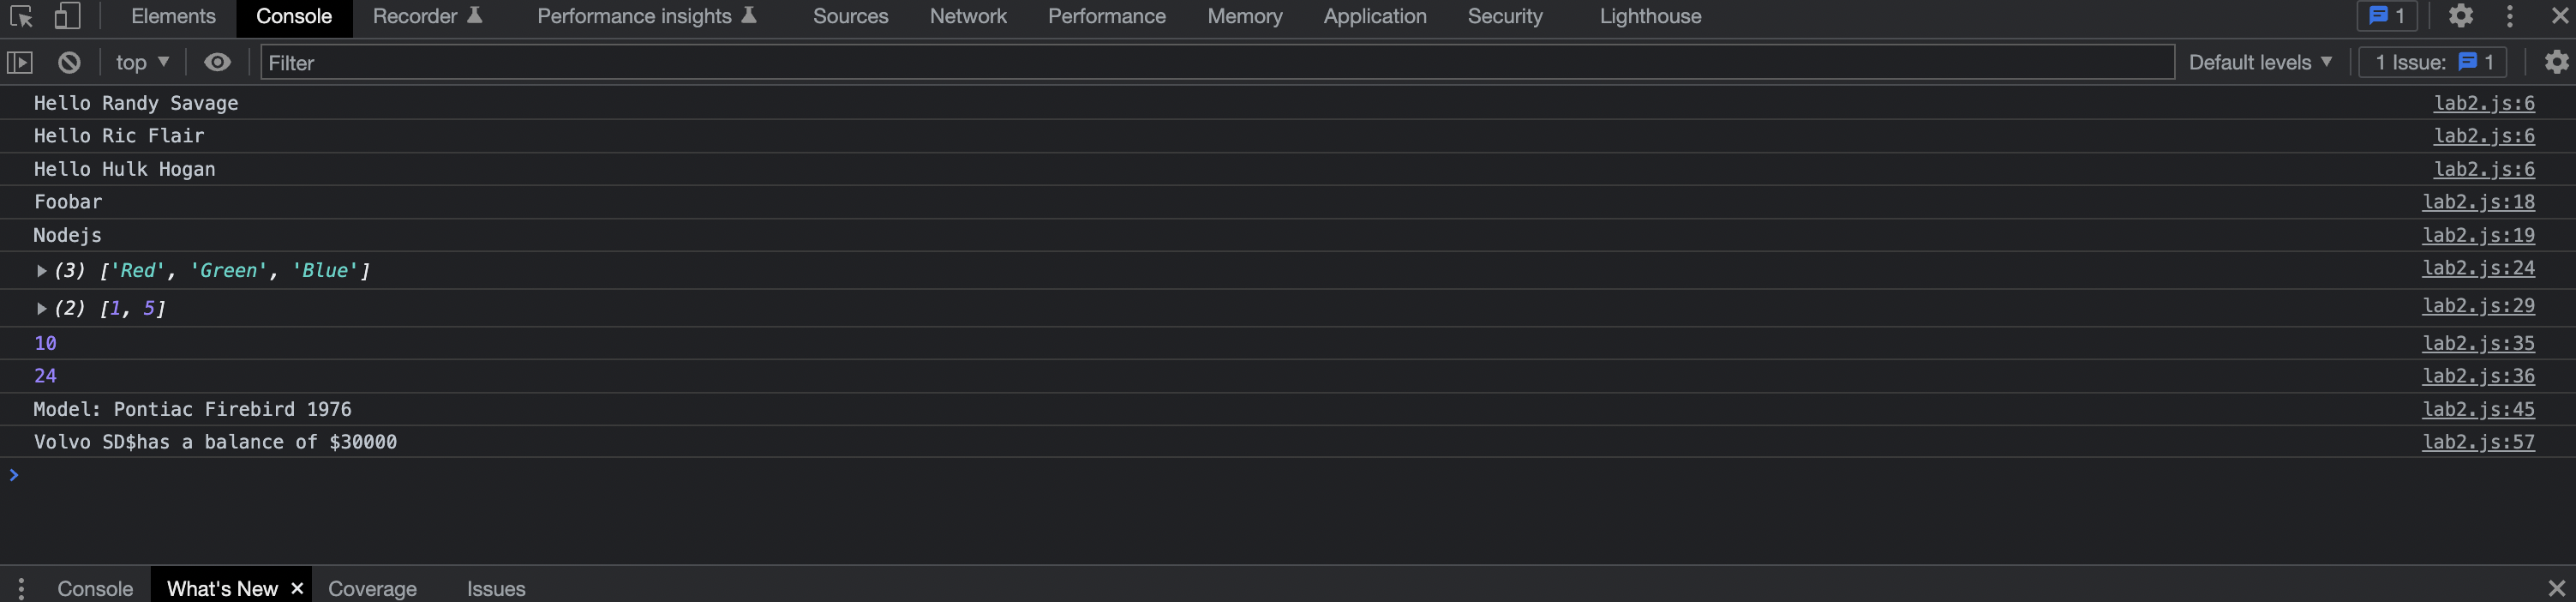 Elements Console Recorder Performance insights Sources Network Performance Memory Application Security Lighthouse 1
top Filter Default levels 1 Issue: 1
Hello Randy Savage lab2.js:6
Hello Ric Flair lab2.js:6
Hello Hulk Hogan lab2.js:6
Foobar lab2.js:18
Nodejs lab2.js:19
(3) ['Red', 'Green', 'Blue'] lab2.js:24
(2) [1, 5] lab2.js:29
10 lab2.js:35
24 lab2.js:36
Model: Pontiac Firebird 1976 lab2.js:45
Volvo SD$has a balance of $30000 lab2.js:57
Console What's New Coverage Issues